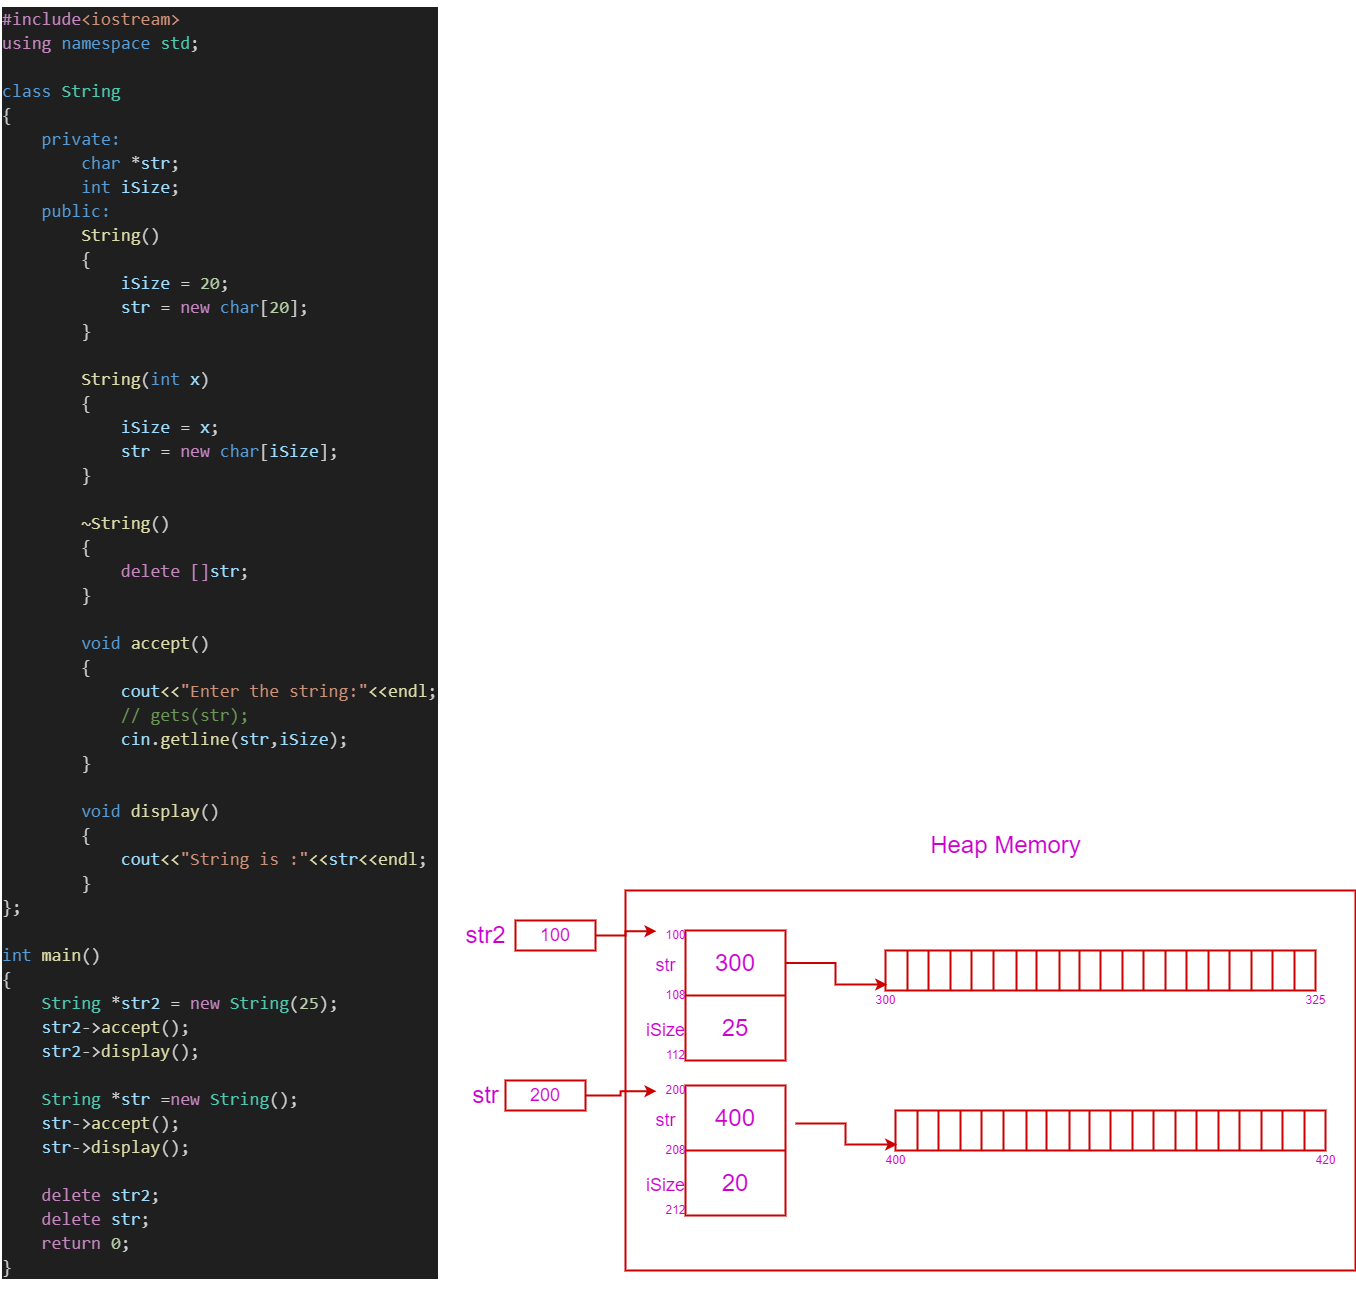 #include<iostream>
using namespace std;

class String
{
    private:
        char *str;
        int iSize;
    public:
        String()
        {
            iSize = 20;
            str = new char[20];
        }

        String(int x)
        {
            iSize = x;
            str = new char[iSize];
        }

        ~String()
        {
            delete []str;
        }

        void accept()
        {
            cout<<"Enter the string:"<<endl;
            // gets(str);
            cin.getline(str,iSize);
        }

        void display()
        {
            cout<<"String is :"<<str<<endl;
        }
};

int main()
{
    String *str2 = new String(25);
    str2->accept();
    str2->display();

    String *str =new String();
    str->accept();
    str->display();

    delete str2;
    delete str;
    return 0;
}
Heap Memory
str2 100 100
str 300
108 300 325
iSize 25
112
str 200 200
str 400
208 400 420
iSize 20
212